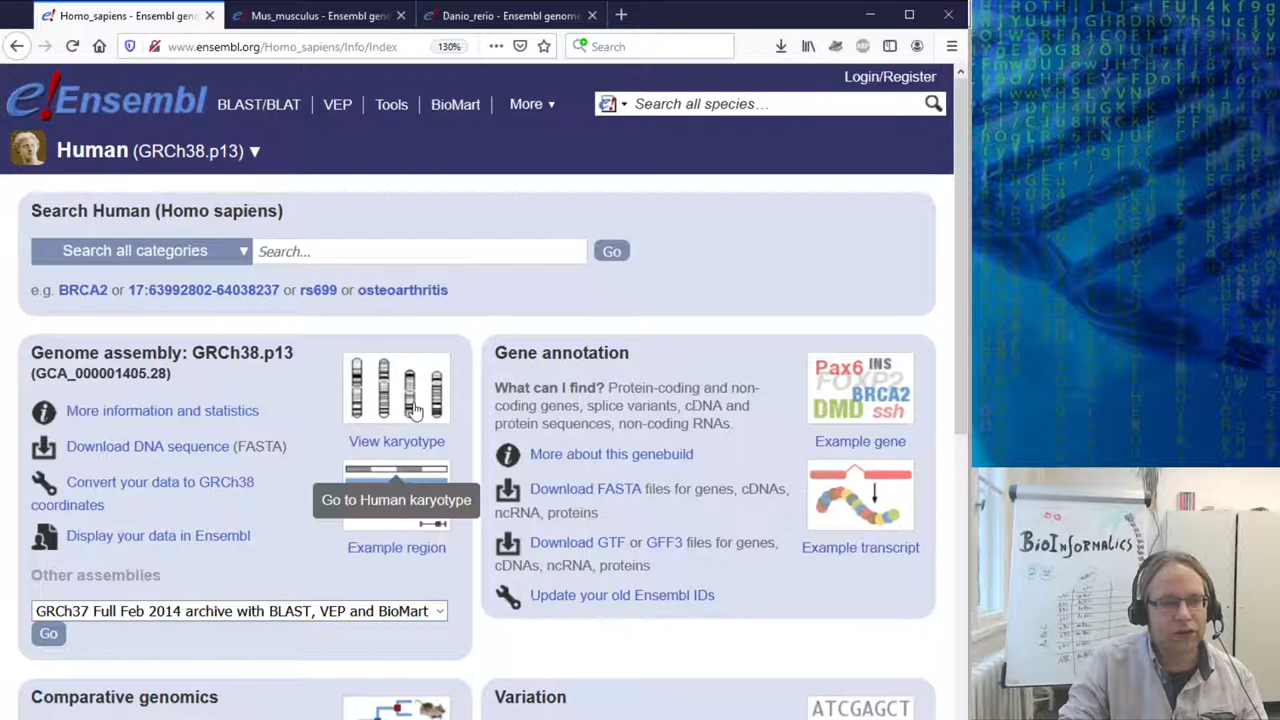 Homo_sapiens - Ensembl geno
Mus_musculus - Ensembl geno
Danio_rerio - Ensembl genome
www.ensembl.org/Homo_sapiens/Info/Index
130%
Search
Login/Register
e!Ensembl
BLAST/BLAT
VEP
Tools
BioMart
More ▼
Search all species…
Human (GRCh38.p13) ▼
Search Human (Homo sapiens)
Search all categories
Search...
Go
e.g. BRCA2 or 17:63992802-64038237 or rs699 or osteoarthritis
Genome assembly: GRCh38.p13
(GCA_000001405.28)
More information and statistics
Download DNA sequence (FASTA)
Convert your data to GRCh38
coordinates
Display your data in Ensembl
View karyotype
Go to Human karyotype
Example region
Other assemblies
GRCh37 Full Feb 2014 archive with BLAST, VEP and BioMart
Go
Gene annotation
What can I find? Protein-coding and non-
coding genes, splice variants, cDNA and
protein sequences, non-coding RNAs.
More about this genebuild
Download FASTA files for genes, cDNAs,
ncRNA, proteins
Download GTF or GFF3 files for genes,
cDNAs, ncRNA, proteins
Update your old Ensembl IDs
Pax6 INS
FOXP2
BRCA2
DMD ssh
Example gene
Example transcript
Comparative genomics
Variation
ATCGAGCT
BioInformatics